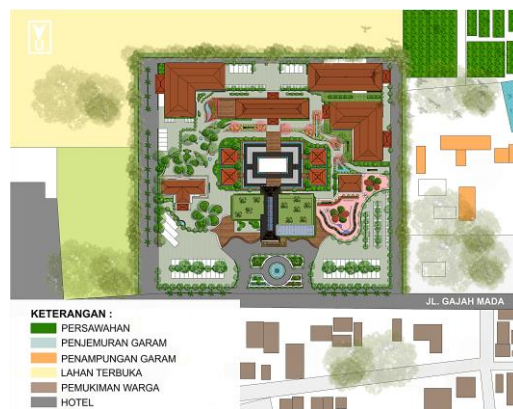 U
JL. GAJAH MADA
KETERANGAN :
PERSAWAHAN
PENJEMURAN GARAM
PENAMPUNGAN GARAM
LAHAN TERBUKA
PEMUKIMAN WARGA
HOTEL